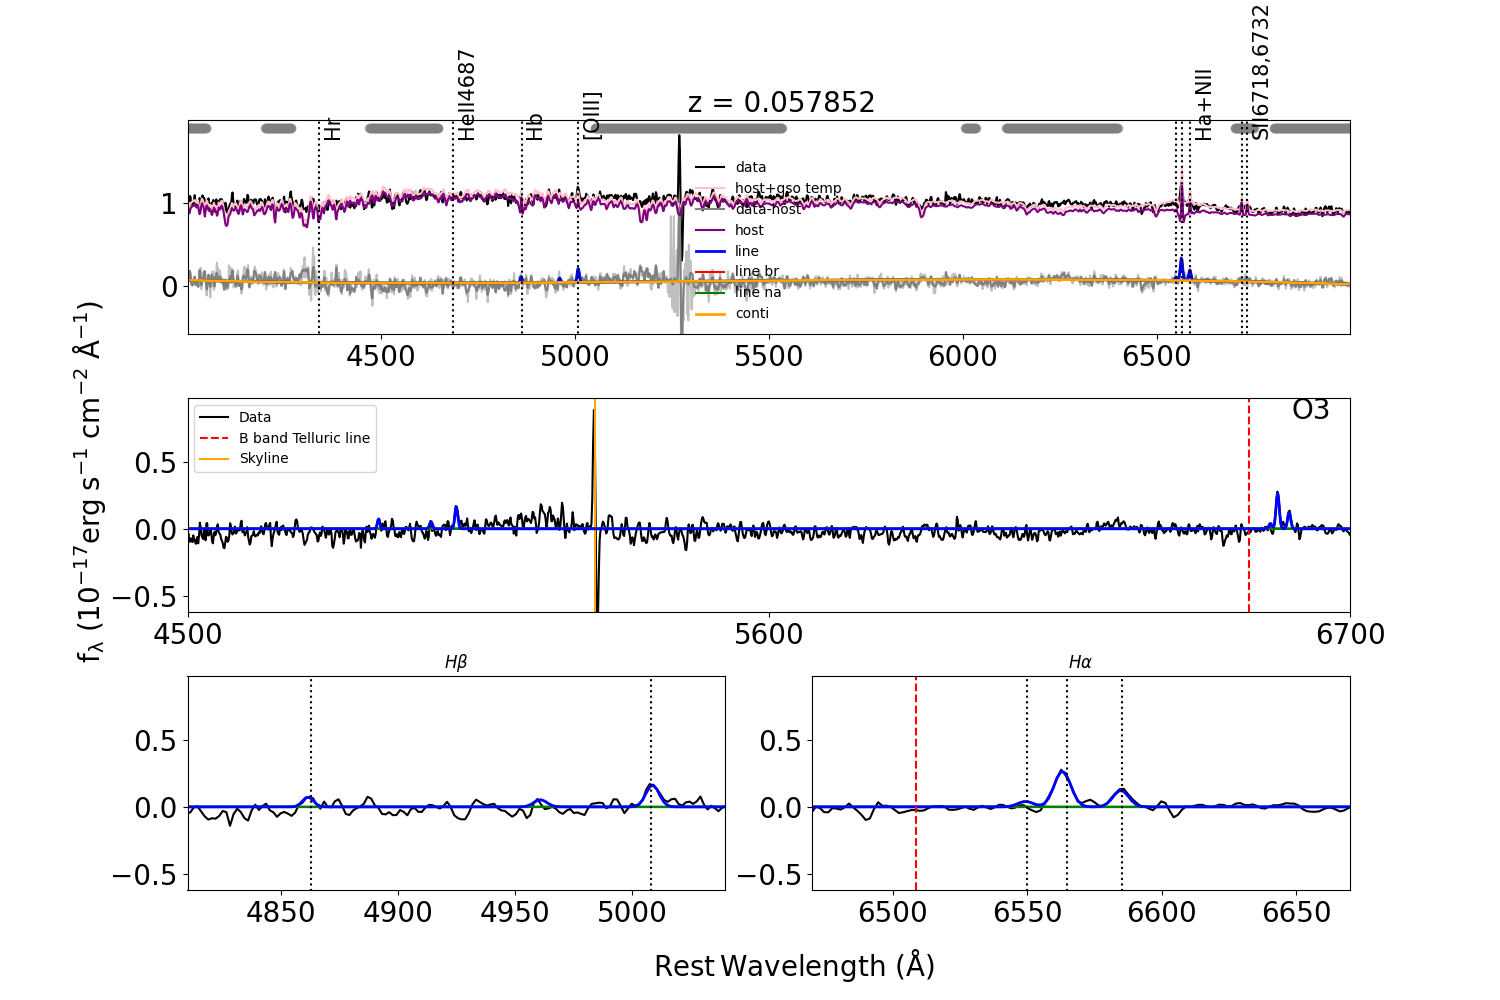 z = 0.057852
Hr
HeII4687
Hb
[OIII]
Ha+NII
SII6718,6732
data
host+qso temp
data-host
host
line
line br
line na
conti
1
0
4500 5000 5500 6000 6500
Data
B band Telluric line
Skyline
O3
0.5
0.0
−0.5
4500 5600 6700
fλ (10⁻¹⁷erg s⁻¹ cm⁻² Å⁻¹)
Hβ
0.5
0.0
−0.5
4850 4900 4950 5000
Hα
0.5
0.0
−0.5
6500 6550 6600 6650
Rest Wavelength (Å)